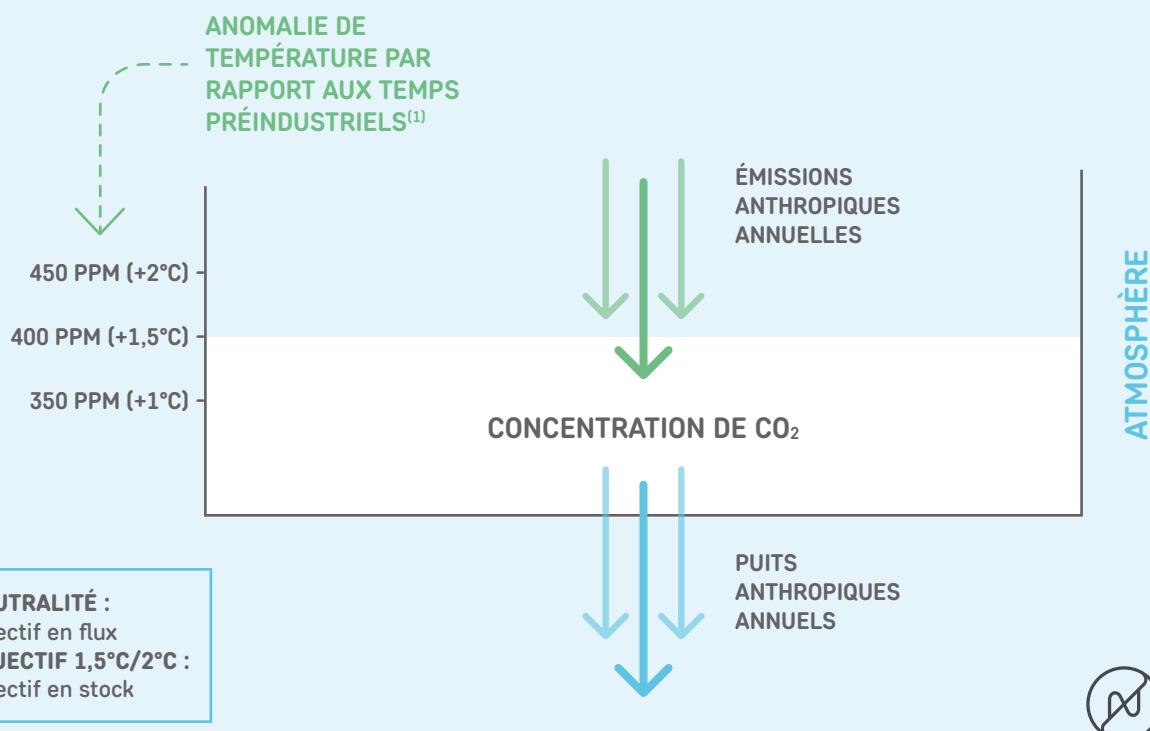 ANOMALIE DE
TEMPÉRATURE PAR
RAPPORT AUX TEMPS
PRÉINDUSTRIELS(1)
ÉMISSIONS
ANTHROPIQUES
ANNUELLES
450 PPM (+2°C)
400 PPM (+1,5°C)
350 PPM (+1°C)
ATMOSPHÈRE
CONCENTRATION DE CO2
PUITS
ANTHROPIQUES
ANNUELS
UTRALITÉ :
ectif en flux
JECTIF 1,5°C/2°C :
ectif en stock